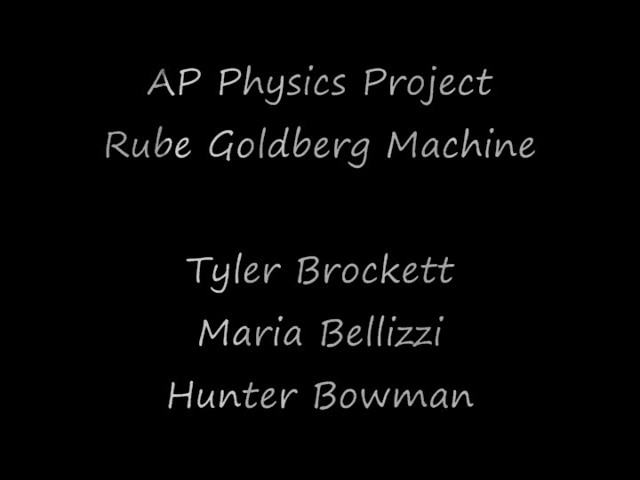 AP Physics Project
Rube Goldberg Machine
Tyler Brockett
Maria Bellizzi
Hunter Bowman